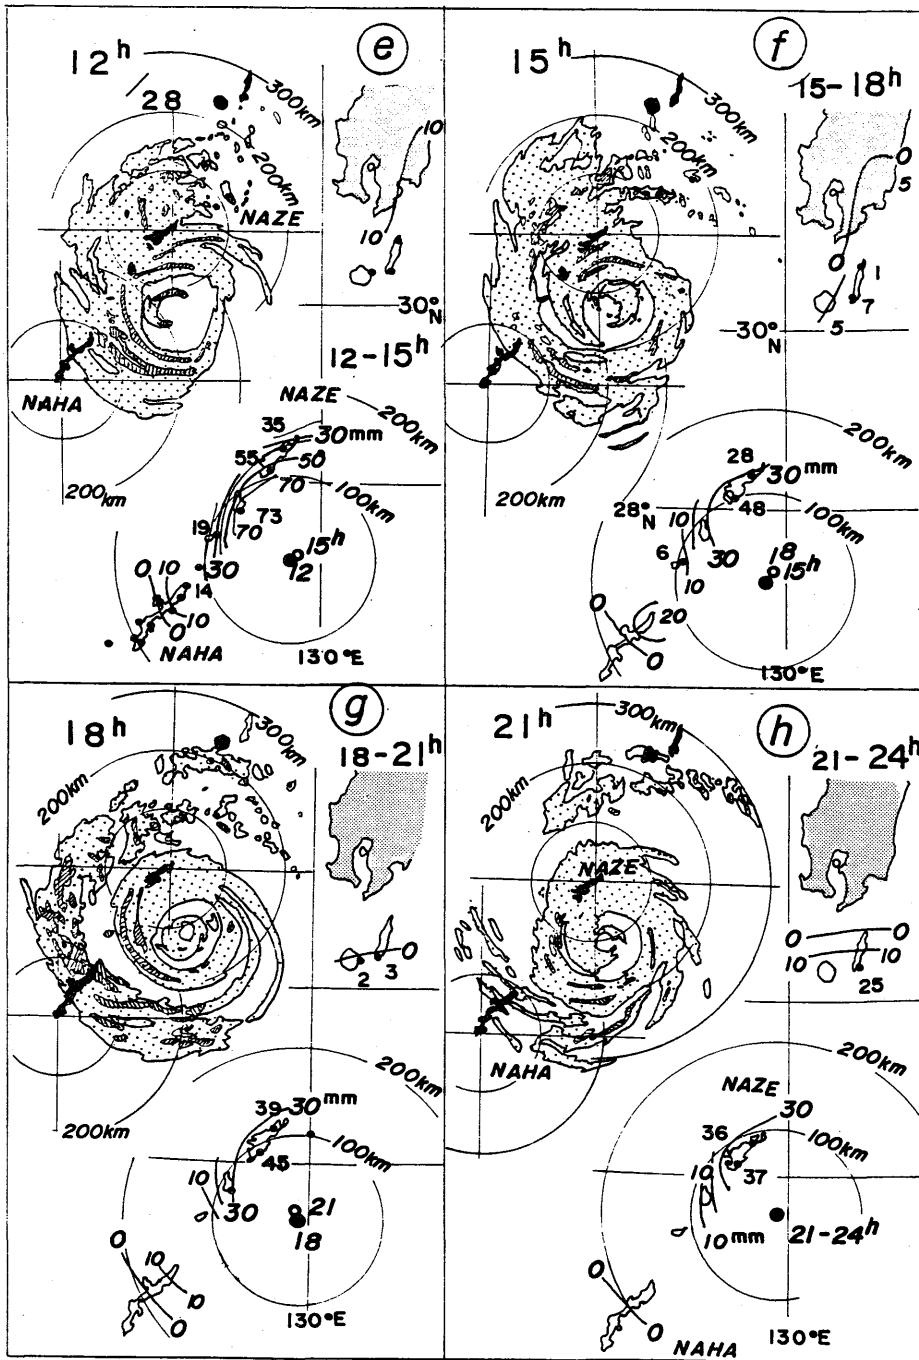 12h
e
28
300km
200km
10
NAZE
10
30°N
12-15h
NAHA
NAZE
200km
35
30mm
55
50
200km
70
100km
19
73
70
15h
30
12
0
10
14
10
0
NAHA
130°E
15h
f
300km
15-18h
200km
0
5
0
1
7
5
30°N
200km
200km
28
30mm
28°N
48
100km
10
6
30
18
15h
10
0
20
0
130°E
18h
g
300km
18-21h
200km
0
2
3
200km
200km
39
30mm
100km
45
10
30
21
18
0
10
10
0
130°E
21h
300km
h
21-24h
200km
NAZE
0
0
10
10
25
NAHA
200km
NAZE
30
36
100km
10
37
10mm
21-24h
0
0
130°E
NAHA